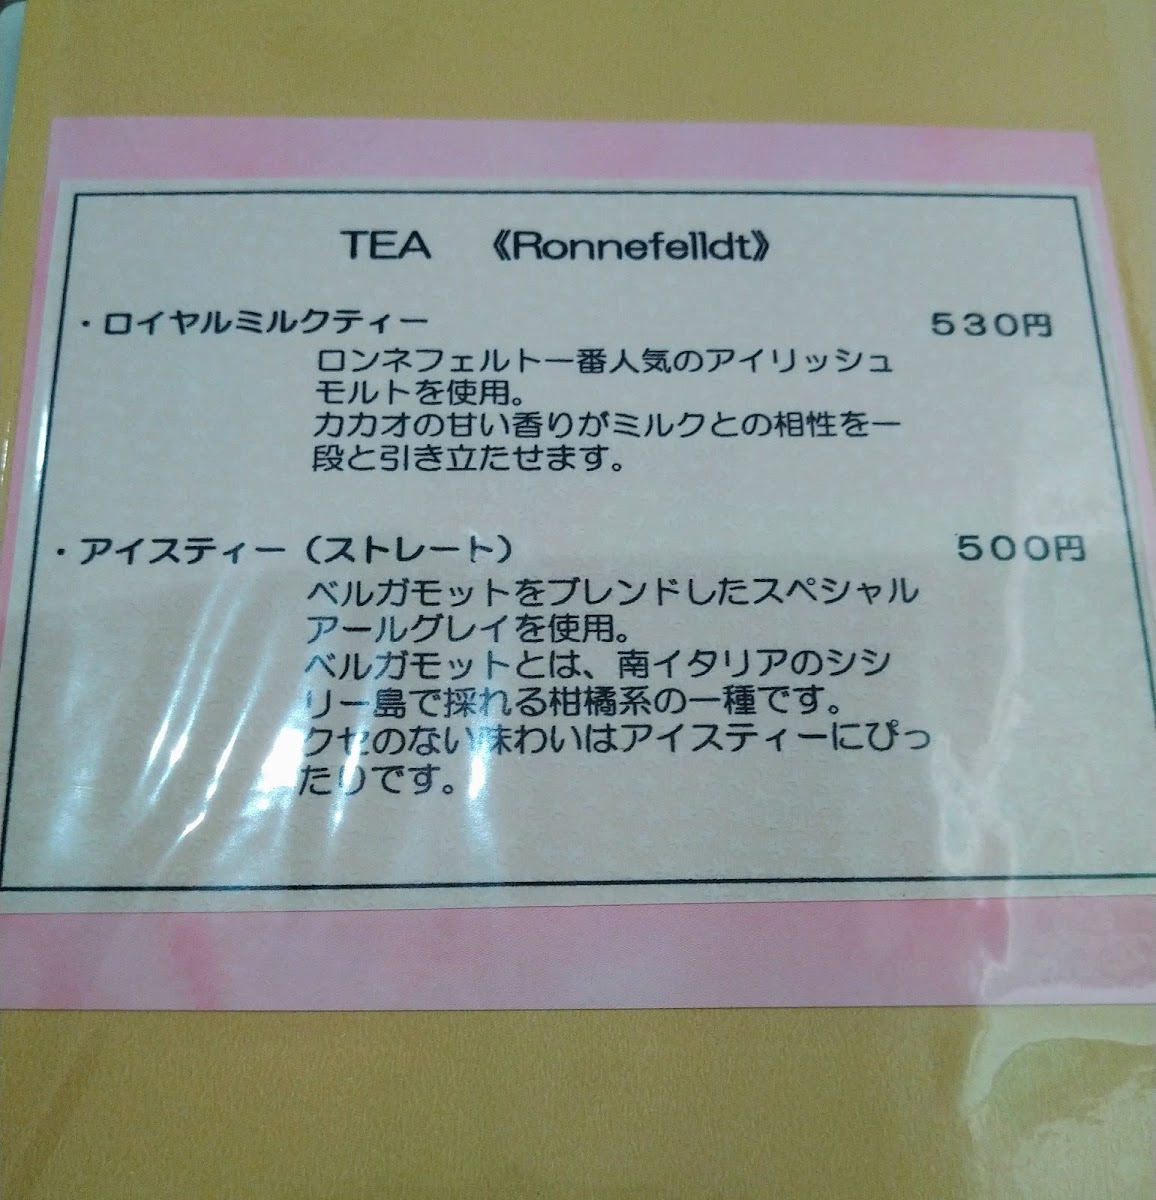 TEA 《Ronnefelldt》
・ロイヤルミルクティー 530円
ロンネフェルト一番人気のアイリッシュ
モルトを使用。
カカオの甘い香りがミルクとの相性を一
段と引き立たせます。
・アイスティー（ストレート） 500円
ベルガモットをブレンドしたスペシャル
アールグレイを使用。
ベルガモットとは、南イタリアのシシ
リー島で採れる柑橘系の一種です。
クセのない味わいはアイスティーにぴっ
たりです。